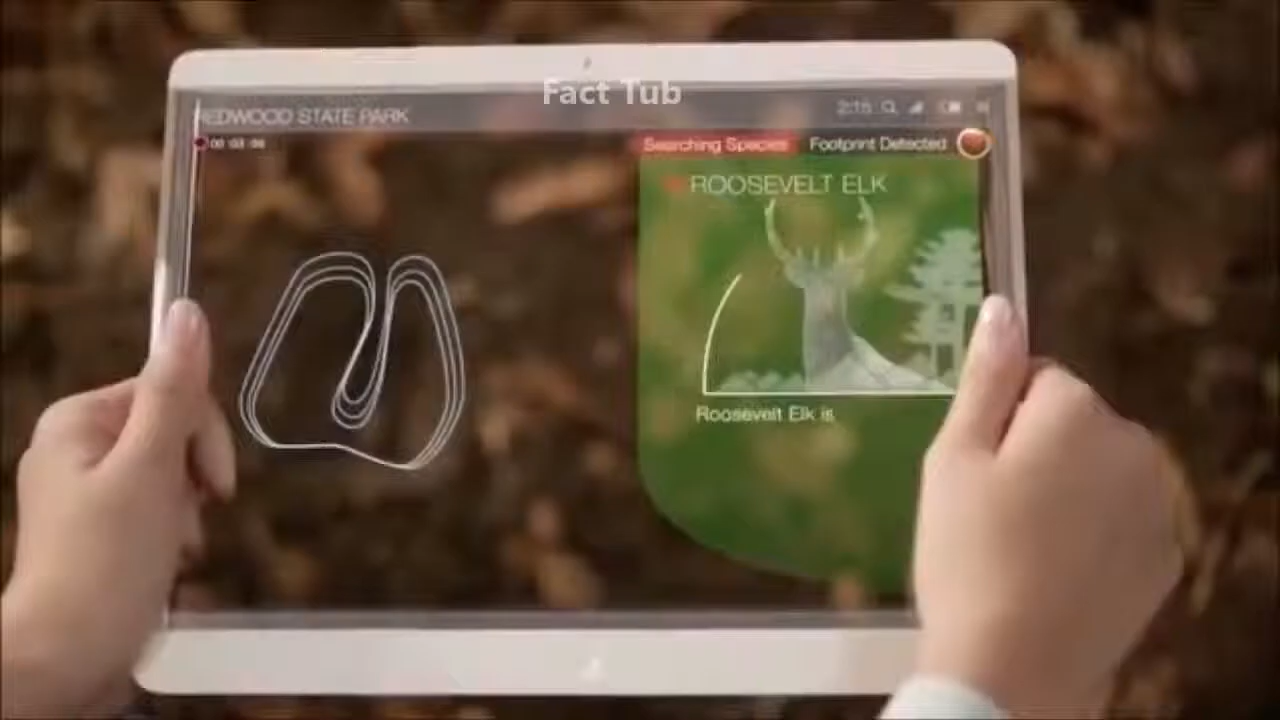 Fact Tub
REDWOOD STATE PARK
2:15
Searching Species
Footprint Detected
ROOSEVELT ELK
Roosevelt Elk is